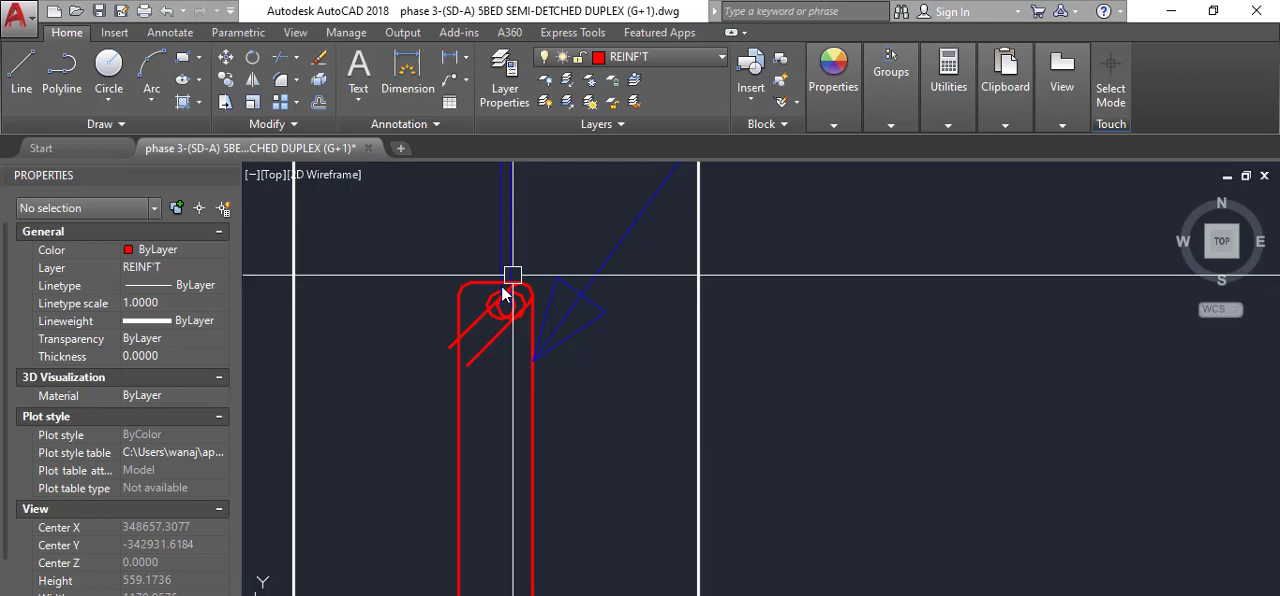 Autodesk AutoCAD 2018 phase 3-(SD-A) 5BED SEMI-DETCHED DUPLEX (G+1).dwg
Type a keyword or phrase
Sign In
Home Insert Annotate Parametric View Manage Output Add-ins A360 Express Tools Featured Apps
REINF'T
Line Polyline Circle Arc
Text Dimension
Layer Properties
Insert
Properties
Groups
Utilities
Clipboard
View
Select Mode
Draw Modify Annotation Layers Block Touch
Start
phase 3-(SD-A) 5BE...CHED DUPLEX (G+1)*
PROPERTIES
[−][Top][2D Wireframe]
No selection
General
Color ByLayer
Layer REINF'T
Linetype ByLayer
Linetype scale 1.0000
Lineweight ByLayer
Transparency ByLayer
Thickness 0.0000
3D Visualization
Material ByLayer
Plot style
Plot style ByColor
Plot style table C:\Users\wanaj\ap...
Plot table att... Model
Plot table type Not available
View
Center X 348657.3077
Center Y -342931.6184
Center Z 0.0000
Height 559.1736
N
W TOP E
S
WCS
Y